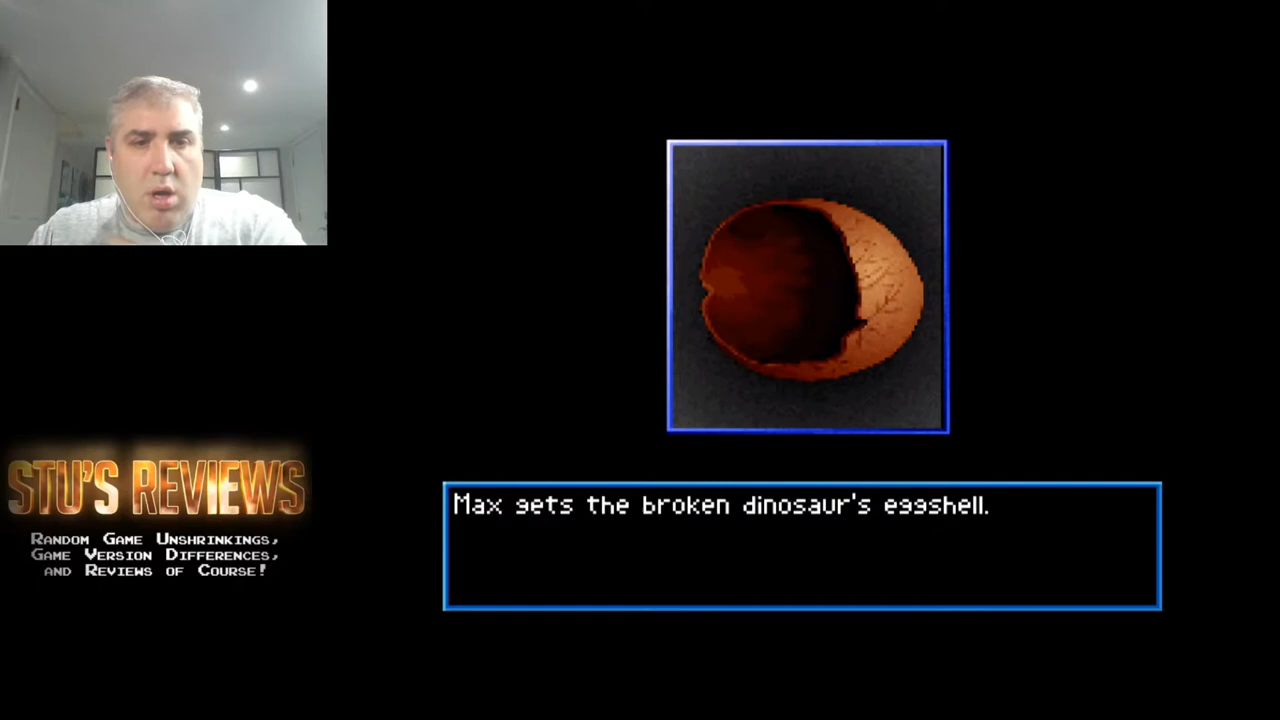 Max gets the broken dinosaur's eggshell.
STU'S REVIEWS
RANDOM GAME UNSHRINKINGS,
GAME VERSION DIFFERENCES,
AND REVIEWS OF COURSE!